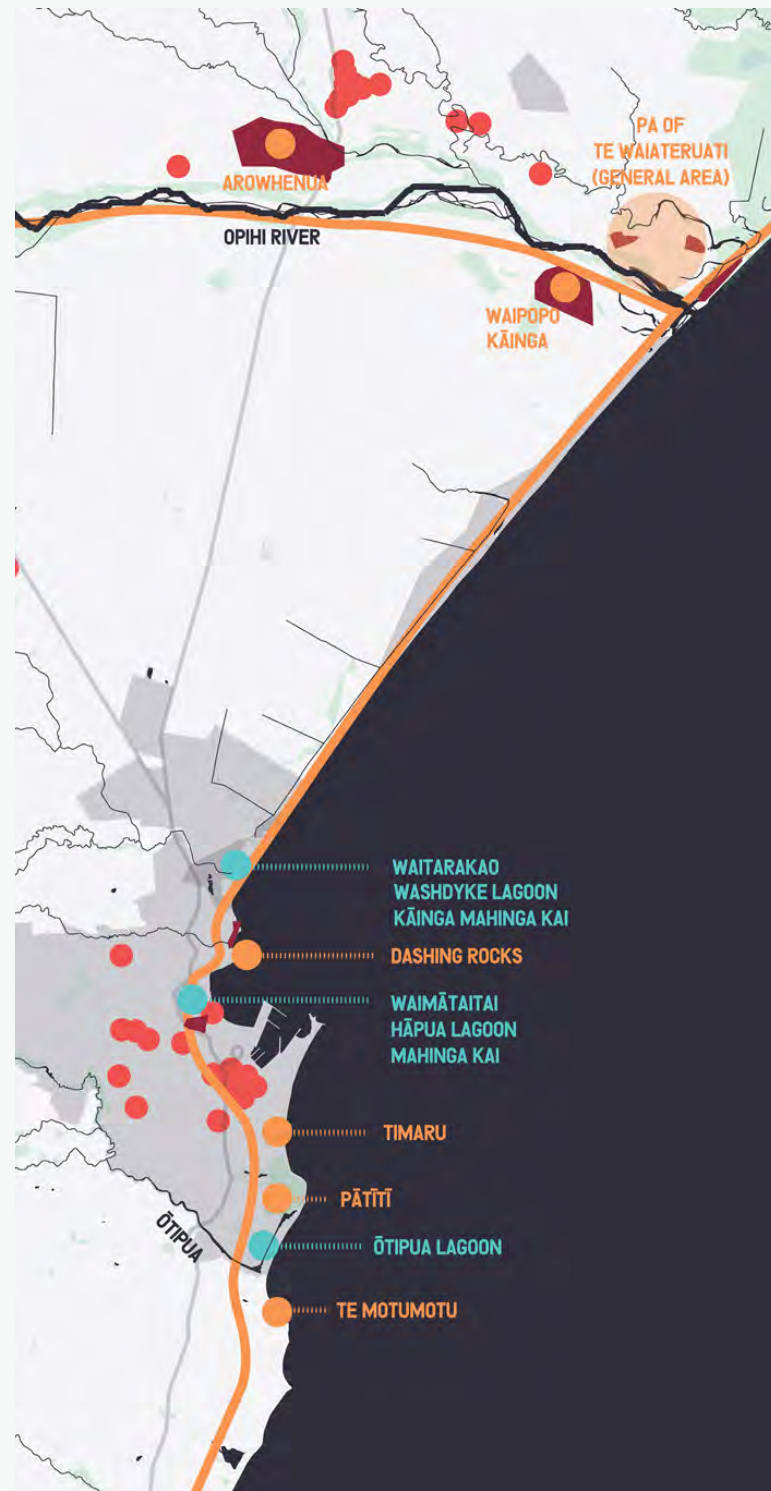 PA OF
TE WAIATERUATI
(GENERAL AREA)
AROWHENUA
OPIHI RIVER
WAIPOPO
KĀINGA
WAITARAKAO
WASHDYKE LAGOON
KĀINGA MAHINGA KAI
DASHING ROCKS
WAIMĀTAITAI
HĀPUA LAGOON
MAHINGA KAI
TIMARU
PĀTĪTĪ
ŌTIPUA
ŌTIPUA LAGOON
TE MOTUMOTU